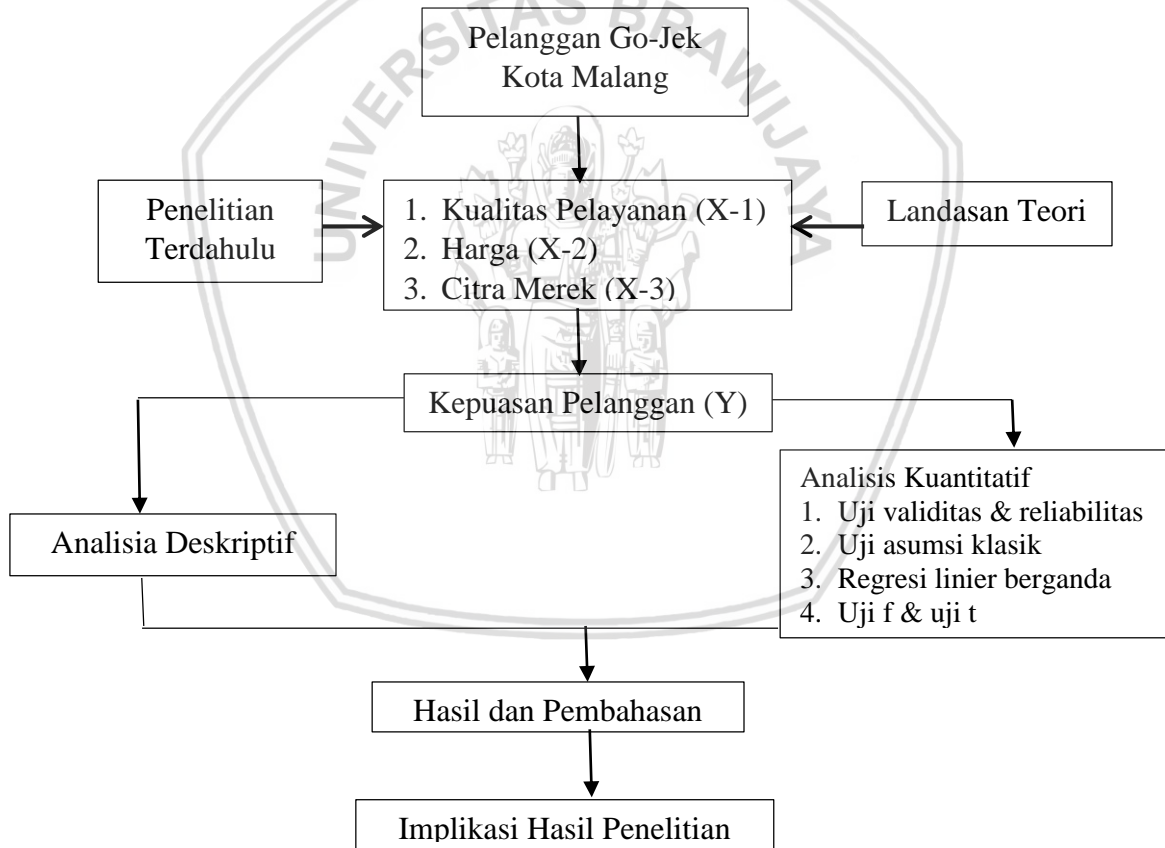 UNIVERSITAS BRAWIJAYA
Pelanggan Go-Jek
Kota Malang
Penelitian
Terdahulu
1. Kualitas Pelayanan (X-1)
2. Harga (X-2)
3. Citra Merek (X-3)
Landasan Teori
Kepuasan Pelanggan (Y)
Analisia Deskriptif
Analisis Kuantitatif
1. Uji validitas & reliabilitas
2. Uji asumsi klasik
3. Regresi linier berganda
4. Uji f & uji t
Hasil dan Pembahasan
Implikasi Hasil Penelitian